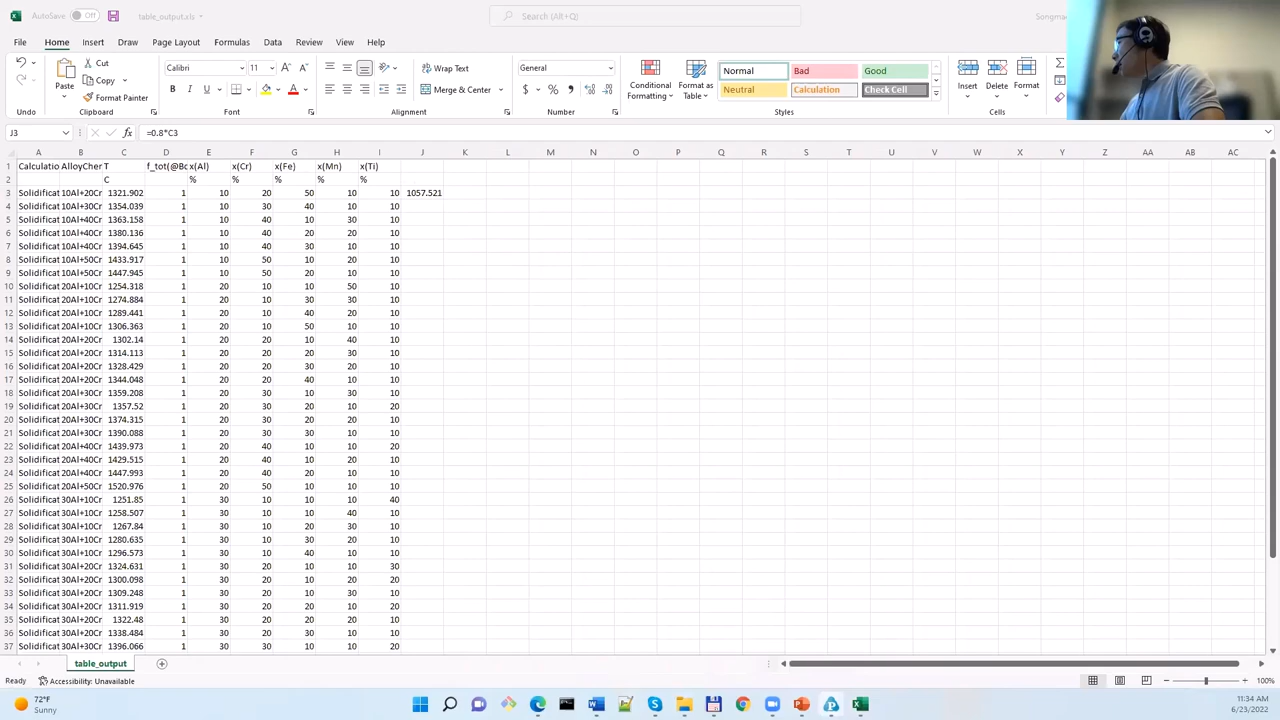 AutoSave Off table_output.xls Search (Alt+Q) Songma
File Home Insert Draw Page Layout Formulas Data Review View Help
Cut
Copy
Format Painter
Paste
Calibri 11
B I U
Wrap Text
Merge & Center
General
$ %
Conditional Formatting
Format as Table
Normal Bad Good
Neutral Calculation Check Cell
Insert Delete Format
Font Alignment Number Styles Cells
J3 =0.8*C3
A B C D E F G H I J K L M N O P Q R S T U V W X Y Z AA AB AC
1 Calculatio AlloyCher T f_tot(@Bc x(Al) x(Cr) x(Fe) x(Mn) x(Ti)
2 C % % % % %
3 Solidificat 10Al+20Cr 1321.902 1 10 20 50 10 10 1057.521
4 Solidificat 10Al+30Cr 1354.039 1 10 30 40 10 10
5 Solidificat 10Al+40Cr 1363.158 1 10 40 10 30 10
6 Solidificat 10Al+40Cr 1380.136 1 10 40 20 20 10
7 Solidificat 10Al+40Cr 1394.645 1 10 40 30 10 10
8 Solidificat 10Al+50Cr 1433.917 1 10 50 10 20 10
9 Solidificat 10Al+50Cr 1447.945 1 10 50 20 10 10
10 Solidificat 20Al+10Cr 1254.318 1 20 10 10 50 10
11 Solidificat 20Al+10Cr 1274.884 1 20 10 30 30 10
12 Solidificat 20Al+10Cr 1289.441 1 20 10 40 20 10
13 Solidificat 20Al+10Cr 1306.363 1 20 10 50 10 10
14 Solidificat 20Al+20Cr 1302.14 1 20 20 10 40 10
15 Solidificat 20Al+20Cr 1314.113 1 20 20 20 30 10
16 Solidificat 20Al+20Cr 1328.429 1 20 20 30 20 10
17 Solidificat 20Al+20Cr 1344.048 1 20 20 40 10 10
18 Solidificat 20Al+30Cr 1359.208 1 20 30 10 30 10
19 Solidificat 20Al+30Cr 1357.52 1 20 30 20 10 20
20 Solidificat 20Al+30Cr 1374.315 1 20 30 20 20 10
21 Solidificat 20Al+30Cr 1390.088 1 20 30 30 10 10
22 Solidificat 20Al+40Cr 1439.973 1 20 40 10 10 20
23 Solidificat 20Al+40Cr 1429.515 1 20 40 10 20 10
24 Solidificat 20Al+40Cr 1447.993 1 20 40 20 10 10
25 Solidificat 20Al+50Cr 1520.976 1 20 50 10 10 10
26 Solidificat 30Al+10Cr 1251.85 1 30 10 10 10 40
27 Solidificat 30Al+10Cr 1258.507 1 30 10 10 40 10
28 Solidificat 30Al+10Cr 1267.84 1 30 10 20 30 10
29 Solidificat 30Al+10Cr 1280.635 1 30 10 30 20 10
30 Solidificat 30Al+10Cr 1296.573 1 30 10 40 10 10
31 Solidificat 30Al+20Cr 1324.631 1 30 20 10 10 30
32 Solidificat 30Al+20Cr 1300.098 1 30 20 10 20 20
33 Solidificat 30Al+20Cr 1309.248 1 30 20 10 30 10
34 Solidificat 30Al+20Cr 1311.919 1 30 20 20 10 20
35 Solidificat 30Al+20Cr 1322.48 1 30 20 20 20 10
36 Solidificat 30Al+20Cr 1338.484 1 30 20 30 10 10
37 Solidificat 30Al+30Cr 1396.066 1 30 30 10 10 20
table_output
Ready Accessibility: Unavailable 100%
72°F
Sunny
11:34 AM
6/23/2022